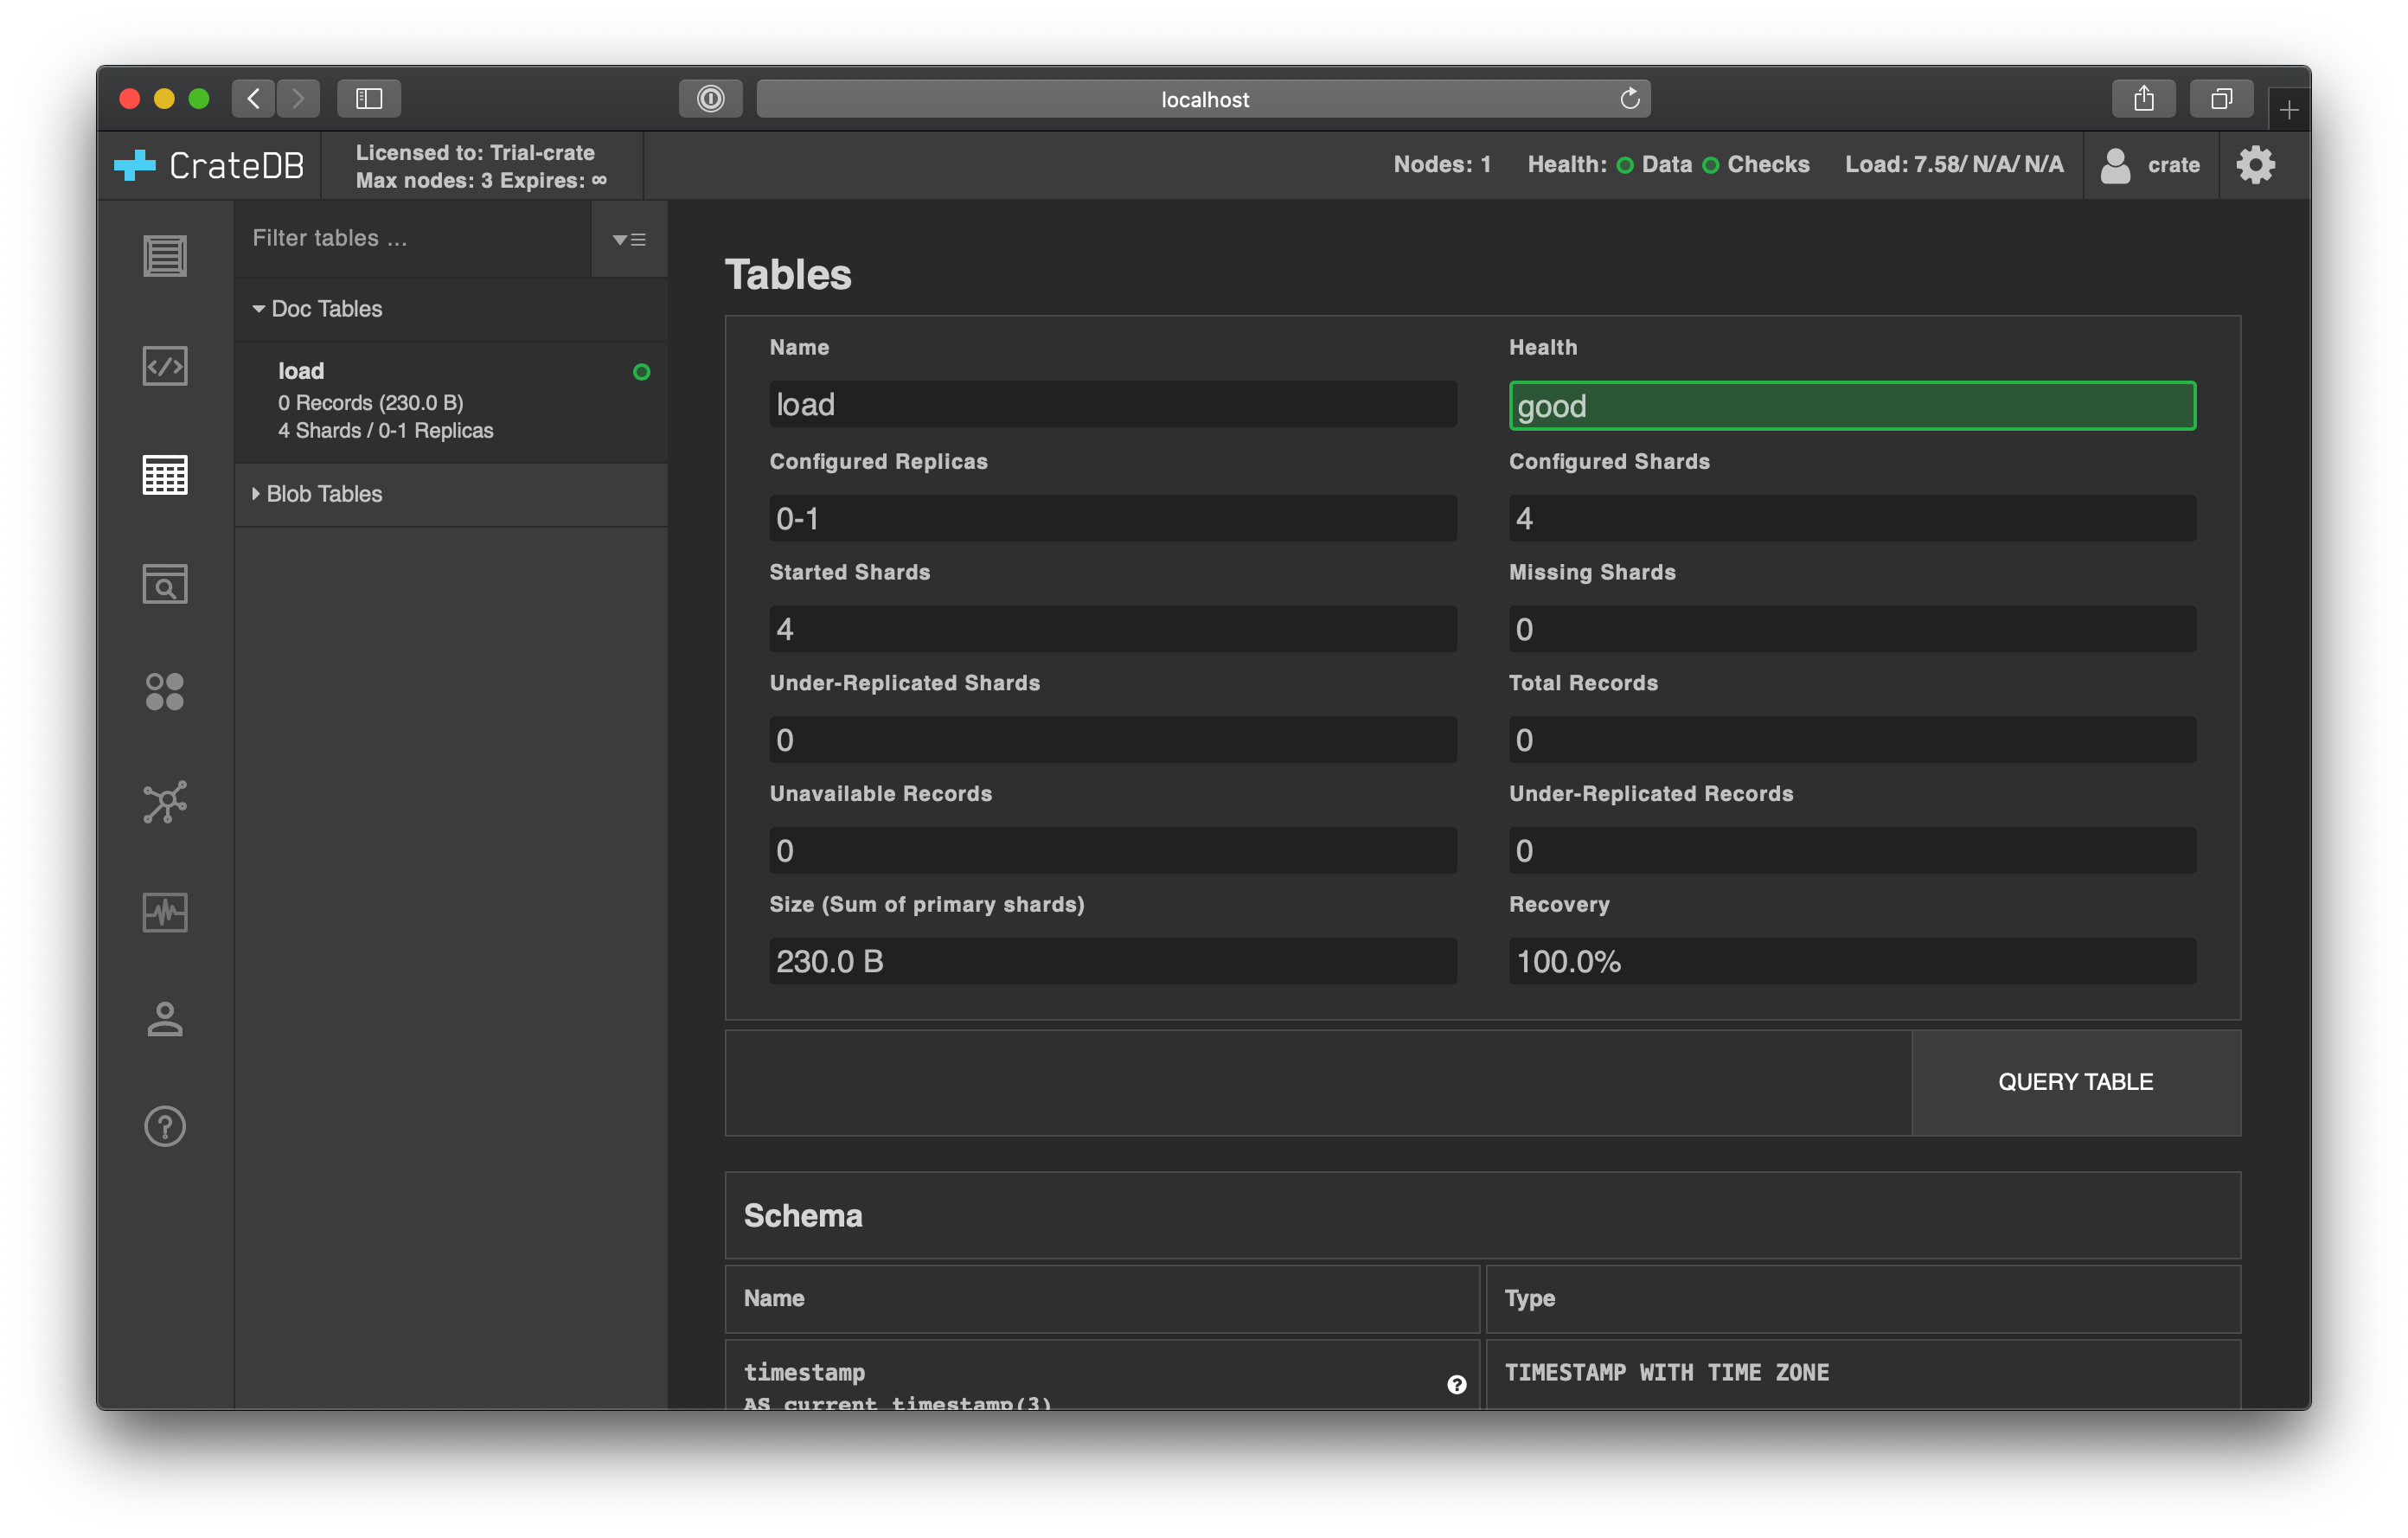 localhost
CrateDB
Licensed to: Trial-crate
Max nodes: 3 Expires: ∞
Nodes: 1
Health: Data Checks
Load: 7.58/ N/A/ N/A
crate
Filter tables ...
Doc Tables
load
0 Records (230.0 B)
4 Shards / 0-1 Replicas
Blob Tables
Tables
Name
load
Health
good
Configured Replicas
0-1
Configured Shards
4
Started Shards
4
Missing Shards
0
Under-Replicated Shards
0
Total Records
0
Unavailable Records
0
Under-Replicated Records
0
Size (Sum of primary shards)
230.0 B
Recovery
100.0%
QUERY TABLE
Schema
Name
Type
timestamp
AS current_timestamp(3)
TIMESTAMP WITH TIME ZONE